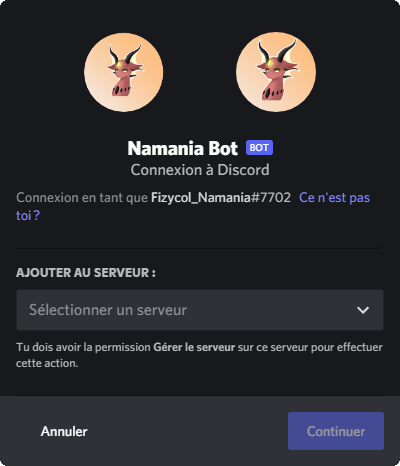 Namania Bot BOT
Connexion à Discord
Connexion en tant que Fizycol_Namania#7702 Ce n'est pas
toi ?
AJOUTER AU SERVEUR :
Sélectionner un serveur
Tu dois avoir la permission Gérer le serveur sur ce serveur pour effectuer
cette action.
Annuler
Continuer